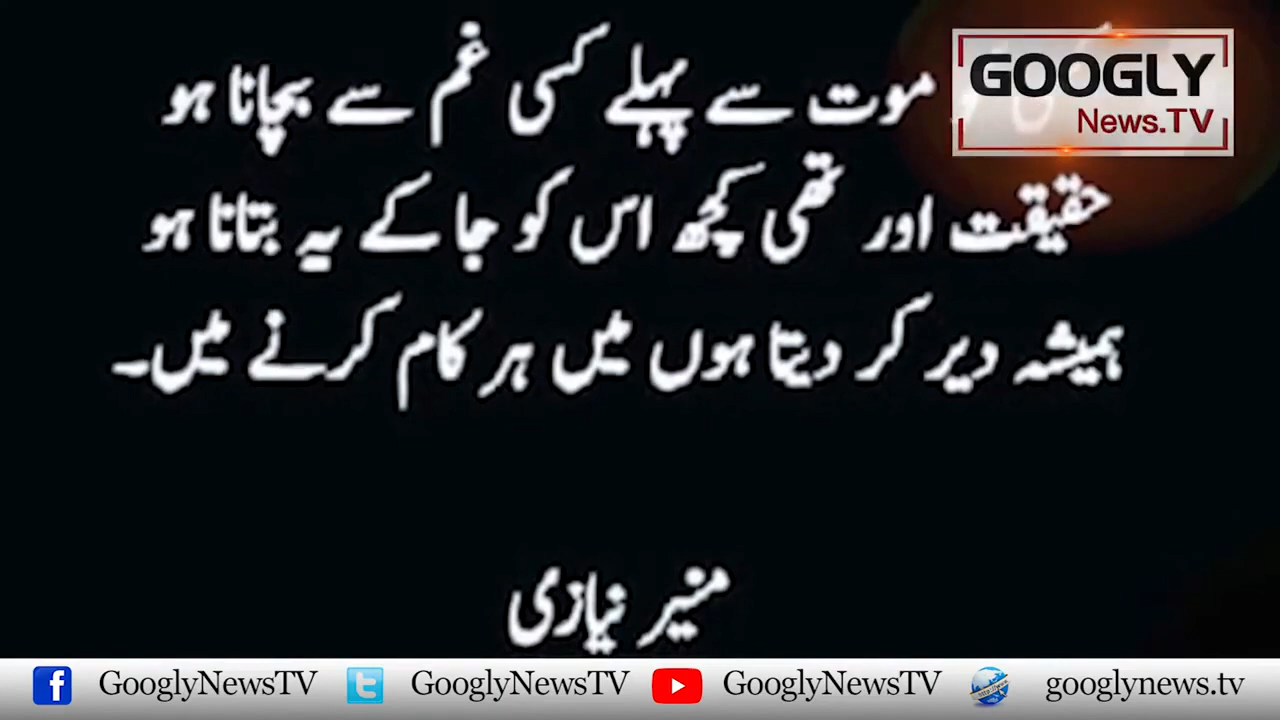 موت سے پہلے کسی غم سے بچانا ہو
GOOGLY
News.TV
حقیقت اور تھی کچھ اس کو جا کے یہ بتانا ہو
ہمیشہ دیر کر دیتا ہوں میں ہر کام کرنے میں۔
منیر نیازی
GooglyNewsTV GooglyNewsTV GooglyNewsTV googlynews.tv